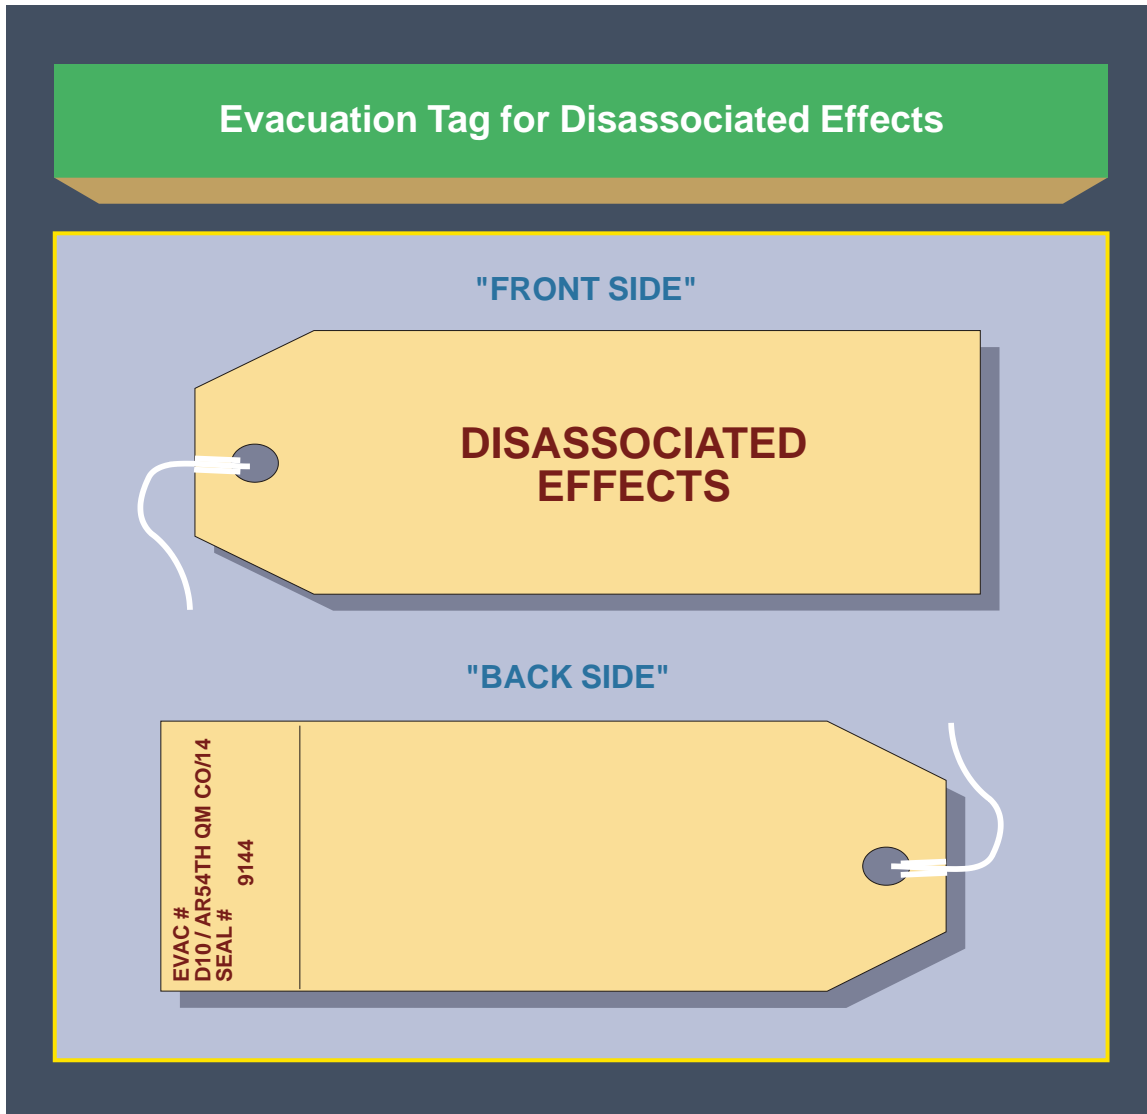 Evacuation Tag for Disassociated Effects
"FRONT SIDE"
DISASSOCIATED
EFFECTS
"BACK SIDE"
EVAC #
D10 / AR54TH QM CO/14
SEAL #
9144